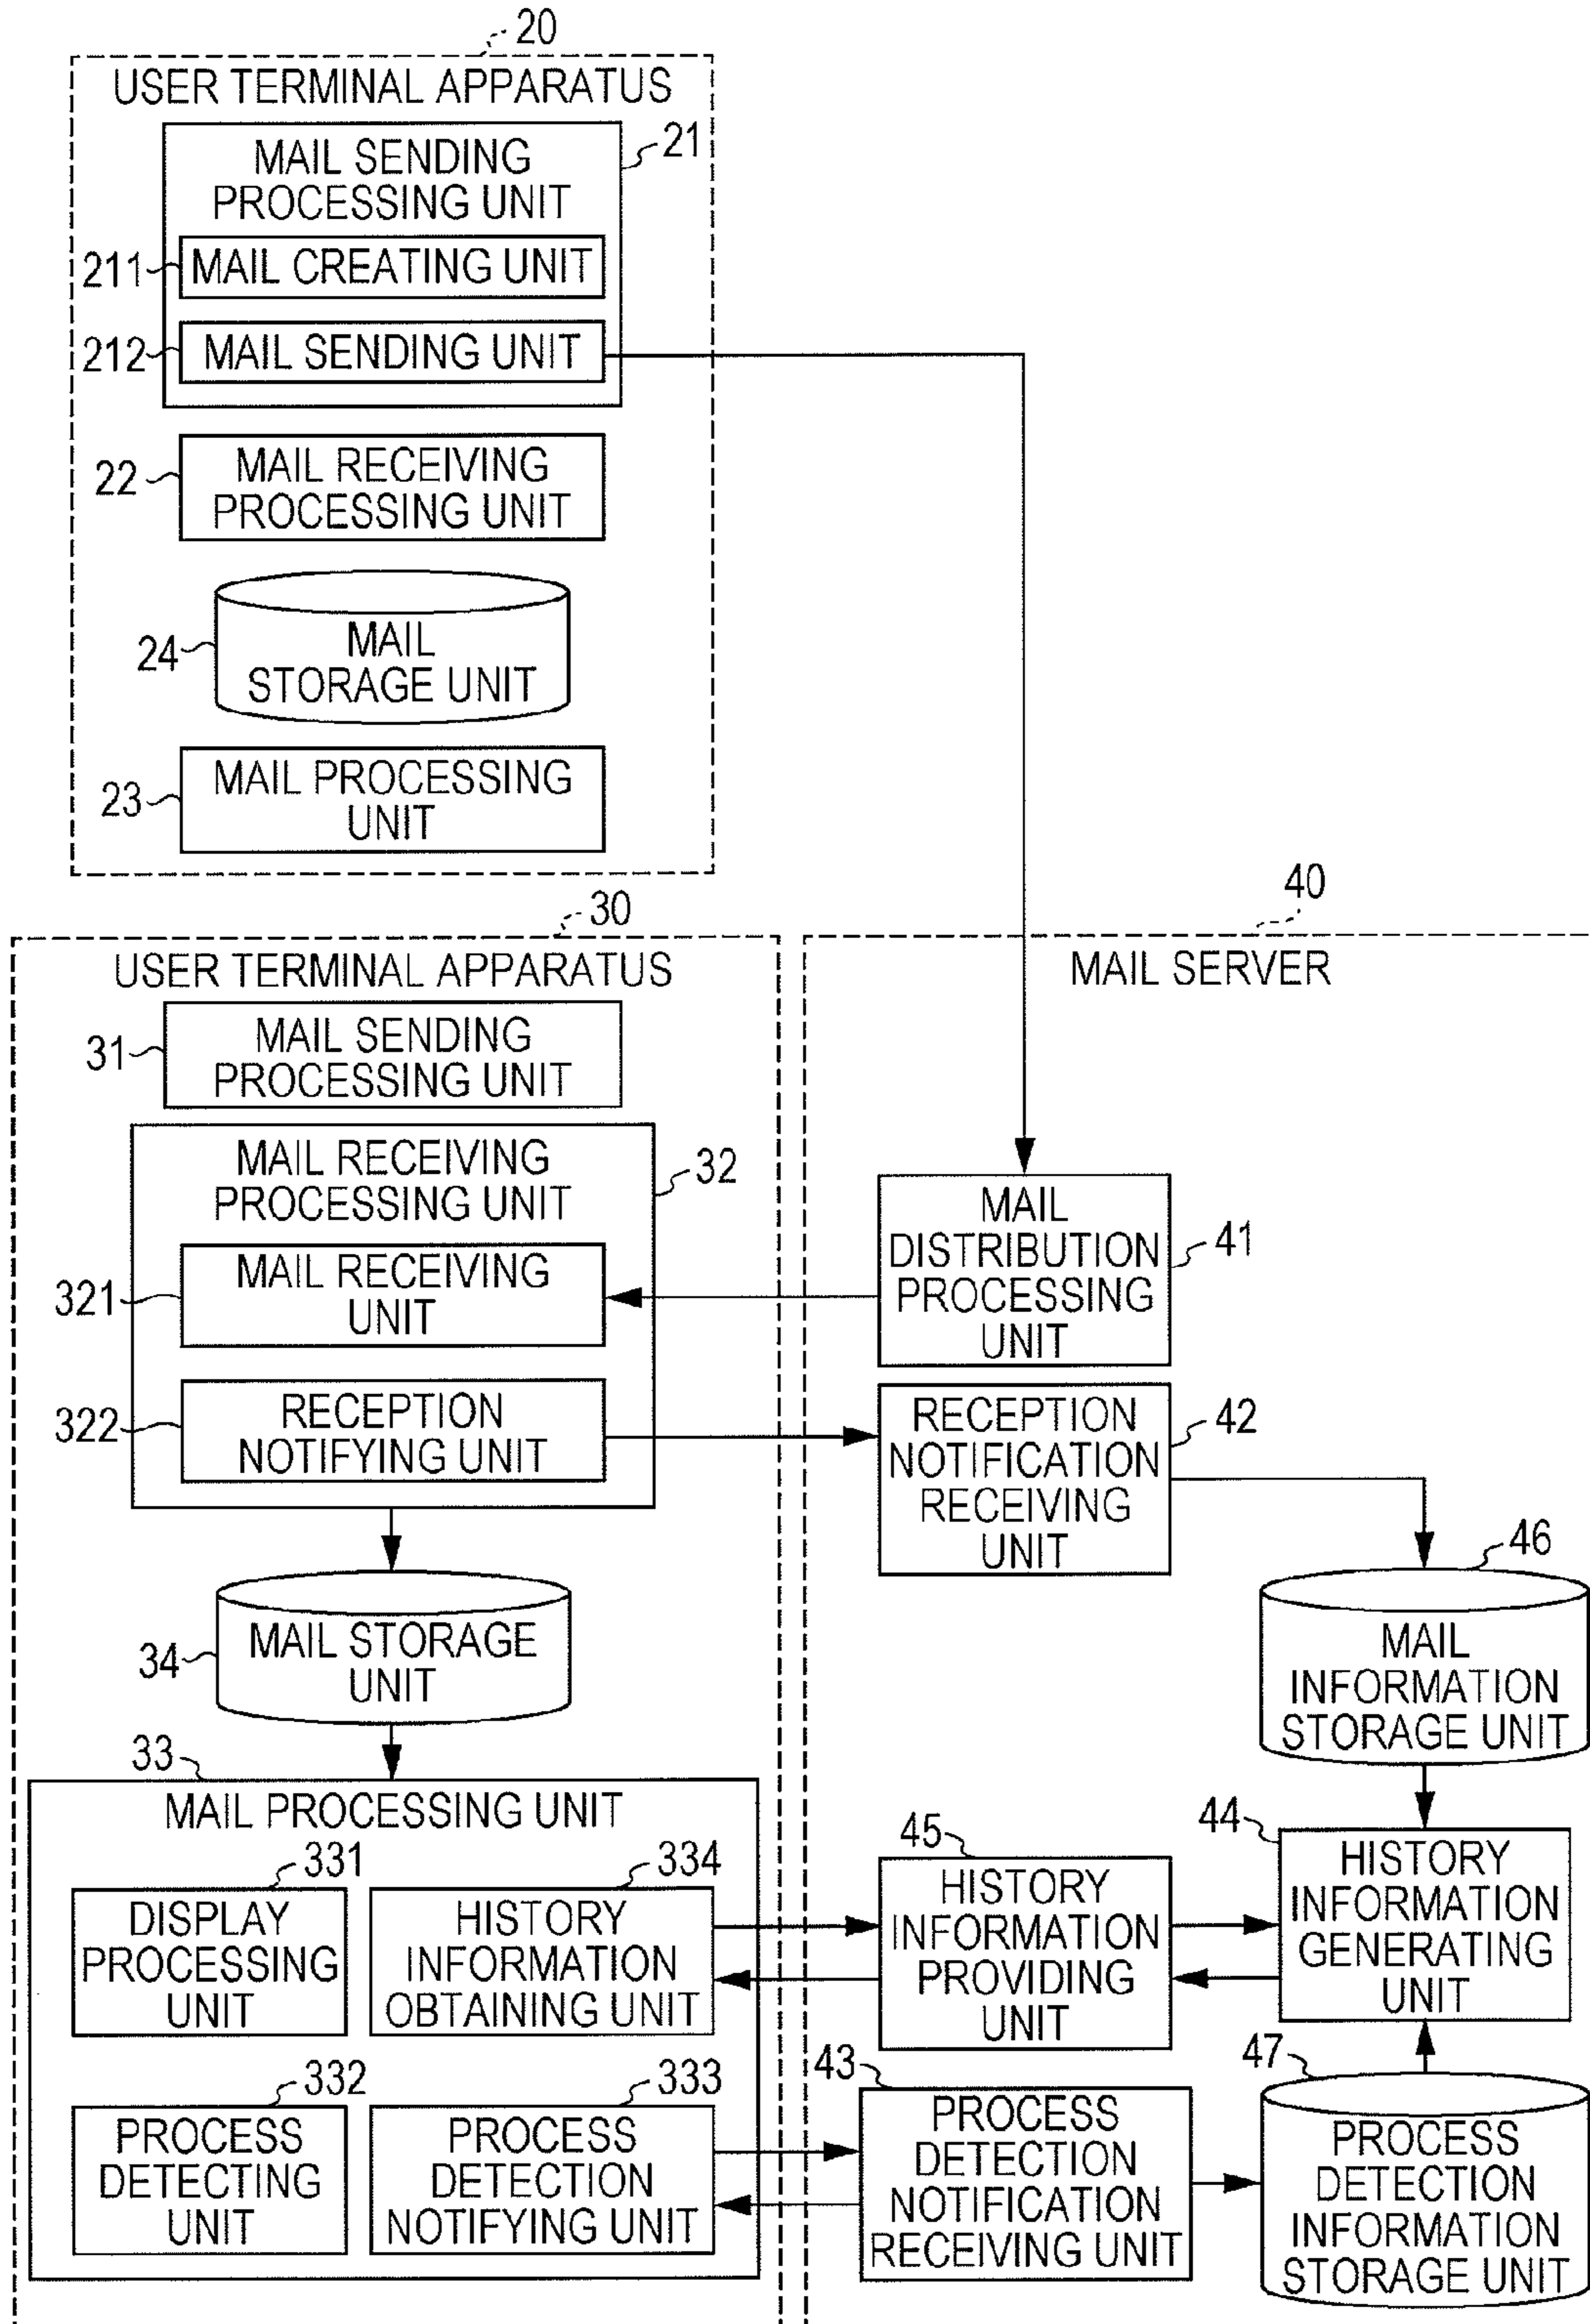 20
USER TERMINAL APPARATUS
21
MAIL SENDING
PROCESSING UNIT
211
MAIL CREATING UNIT
212
MAIL SENDING UNIT
22
MAIL RECEIVING
PROCESSING UNIT
24
MAIL
STORAGE UNIT
23
MAIL PROCESSING
UNIT
30
USER TERMINAL APPARATUS
31
MAIL SENDING
PROCESSING UNIT
32
MAIL RECEIVING
PROCESSING UNIT
321
MAIL RECEIVING
UNIT
322
RECEPTION
NOTIFYING UNIT
34
MAIL STORAGE
UNIT
33
MAIL PROCESSING UNIT
331
DISPLAY
PROCESSING
UNIT
334
HISTORY
INFORMATION
OBTAINING UNIT
332
PROCESS
DETECTING
UNIT
333
PROCESS
DETECTION
NOTIFYING UNIT
40
MAIL SERVER
41
MAIL
DISTRIBUTION
PROCESSING
UNIT
42
RECEPTION
NOTIFICATION
RECEIVING
UNIT
46
MAIL
INFORMATION
STORAGE UNIT
45
HISTORY
INFORMATION
PROVIDING
UNIT
44
HISTORY
INFORMATION
GENERATING
UNIT
43
PROCESS
DETECTION
NOTIFICATION
RECEIVING UNIT
47
PROCESS
DETECTION
INFORMATION
STORAGE UNIT